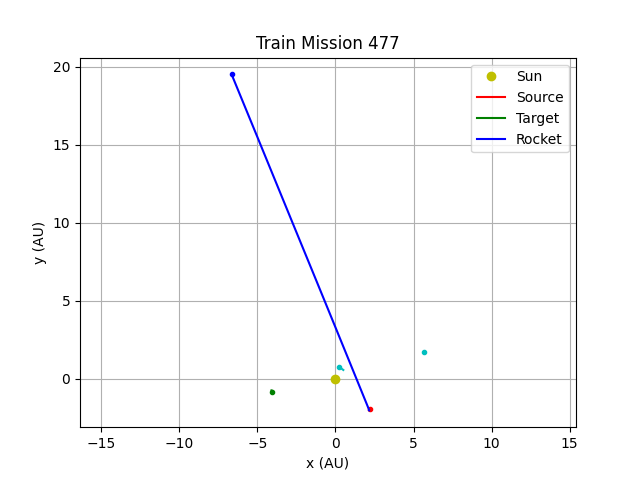 Train Mission 477
Sun
Source
Target
Rocket
20
15
10
5
0
y (AU)
−15
−10
−5
0
5
10
15
x (AU)